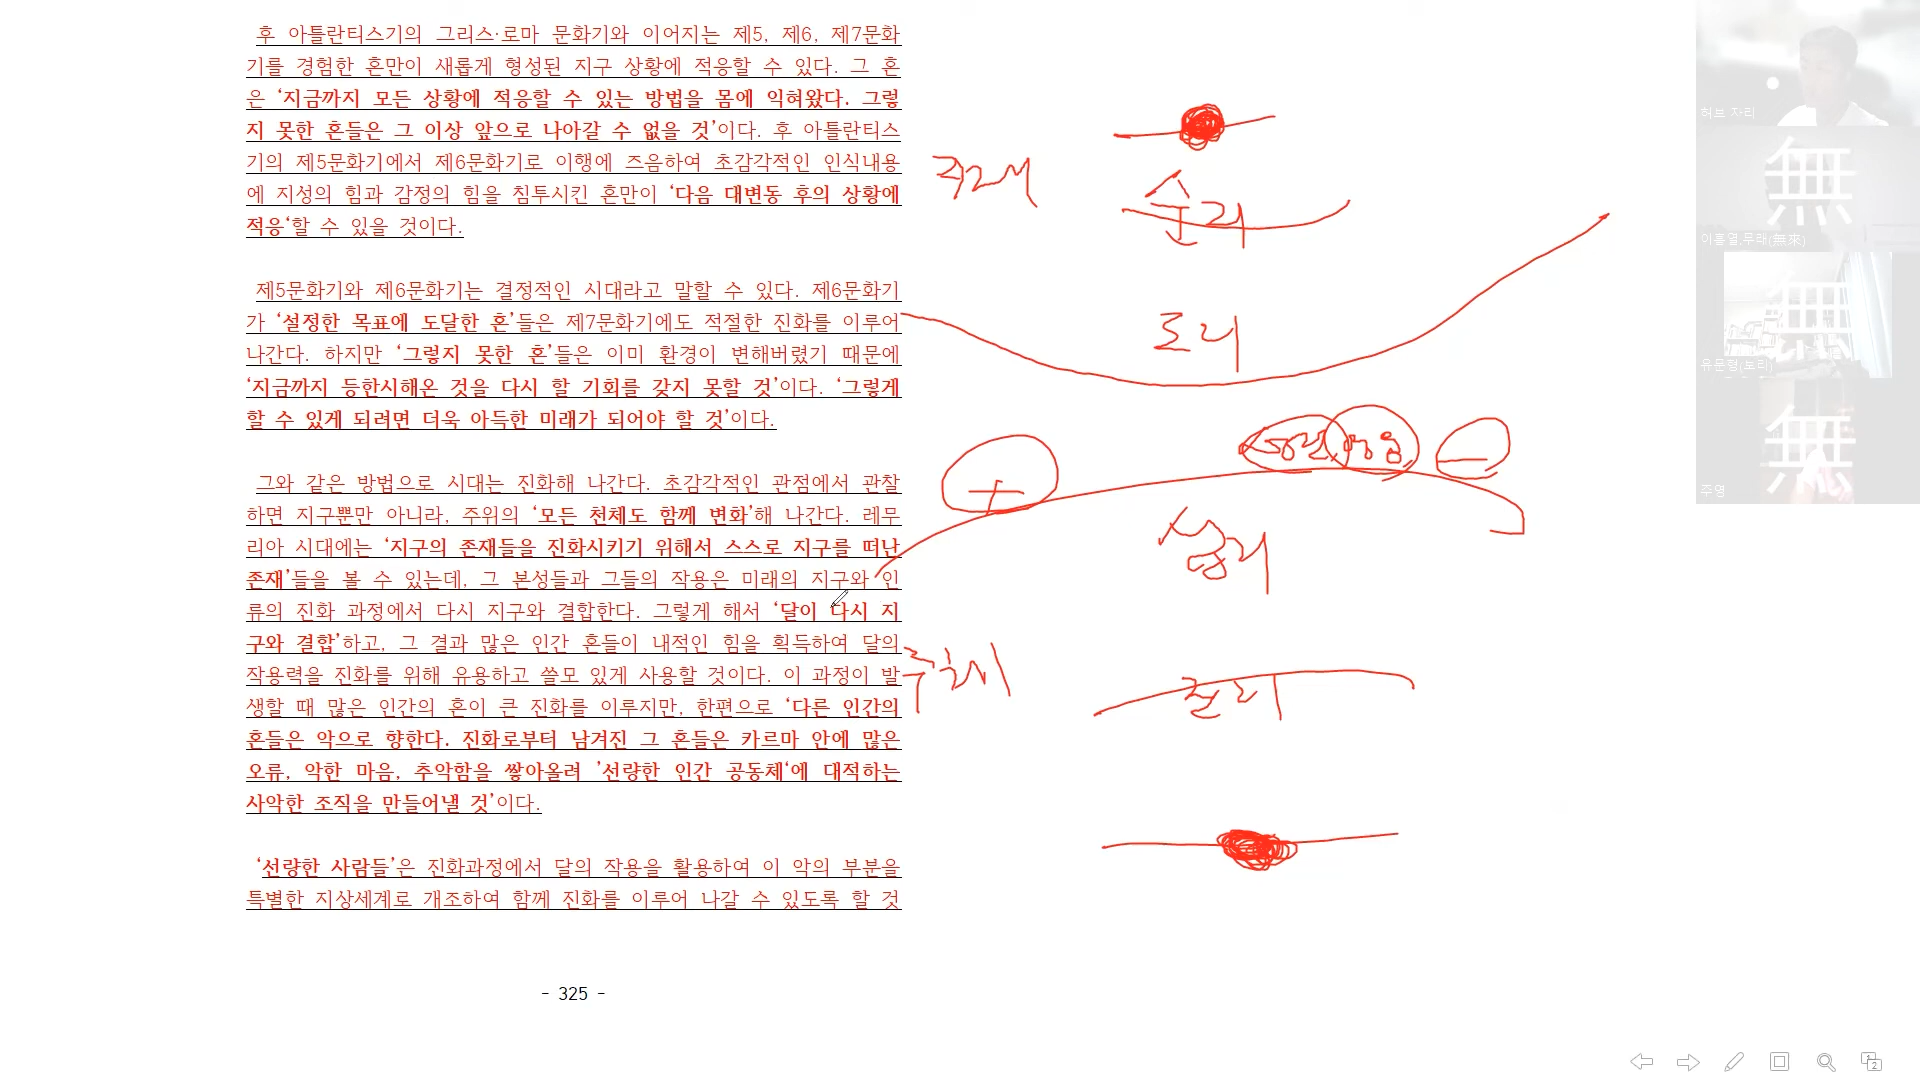 후 아틀란티스기의 그리스·로마 문화기와 이어지는 제5, 제6, 제7문화
기를 경험한 혼만이 새롭게 형성된 지구 상황에 적응할 수 있다. 그 혼
은 ‘지금까지 모든 상황에 적응할 수 있는 방법을 몸에 익혀왔다. 그렇
지 못한 혼들은 그 이상 앞으로 나아갈 수 없을 것’이다. 후 아틀란티스
기의 제5문화기에서 제6문화기로 이행에 즈음하여 초감각적인 인식내용
에 지성의 힘과 감정의 힘을 침투시킨 혼만이 ‘다음 대변동 후의 상황에
적응‘할 수 있을 것이다.
제5문화기와 제6문화기는 결정적인 시대라고 말할 수 있다. 제6문화기
가 ‘설정한 목표에 도달한 혼’들은 제7문화기에도 적절한 진화를 이루어
나간다. 하지만 ‘그렇지 못한 혼’들은 이미 환경이 변해버렸기 때문에
‘지금까지 등한시해온 것을 다시 할 기회를 갖지 못할 것’이다. ‘그렇게
할 수 있게 되려면 더욱 아득한 미래가 되어야 할 것’이다.
그와 같은 방법으로 시대는 진화해 나간다. 초감각적인 관점에서 관찰
하면 지구뿐만 아니라, 주위의 ‘모든 천체도 함께 변화’해 나간다. 레무
리아 시대에는 ‘지구의 존재들을 진화시키기 위해서 스스로 지구를 떠난
존재’들을 볼 수 있는데, 그 본성들과 그들의 작용은 미래의 지구와 인
류의 진화 과정에서 다시 지구와 결합한다. 그렇게 해서 ‘달이 다시 지
구와 결합’하고, 그 결과 많은 인간 혼들이 내적인 힘을 획득하여 달의
작용력을 진화를 위해 유용하고 쓸모 있게 사용할 것이다. 이 과정이 발
생할 때 많은 인간의 혼이 큰 진화를 이루지만, 한편으로 ‘다른 인간의
혼들은 악으로 향한다. 진화로부터 남겨진 그 혼들은 카르마 안에 많은
오류, 악한 마음, 추악함을 쌓아올려 ’선량한 인간 공동체‘에 대적하는
사악한 조직을 만들어낼 것’이다.
‘선량한 사람들’은 진화과정에서 달의 작용을 활용하여 이 악의 부분을
특별한 지상세계로 개조하여 함께 진화를 이루어 나갈 수 있도록 할 것
- 325 -
순리
도리
섭리
허브 자리
無
이홍열,무래(無來)
無
유문형(보리)
無
주영